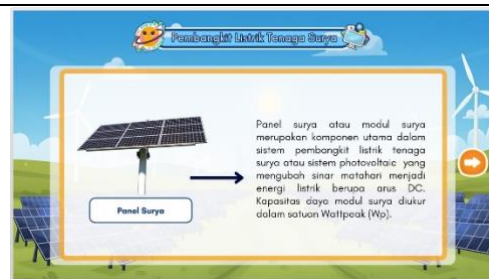 Pembangkit Listrik Tenaga Surya
Panel surya atau modul surya
merupakan komponen utama dalam
sistem pembangkit listrik tenaga
surya atau sistem photovoltaic yang
mengubah sinar matahari menjadi
energi listrik berupa arus DC.
Kapasitas daya modul surya diukur
dalam satuan Wattpeak (Wp).
Panel Surya